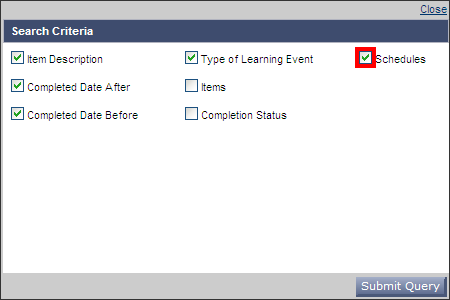 Close
Search Criteria
Item Description Type of Learning Event Schedules
Completed Date After Items
Completed Date Before Completion Status
Submit Query